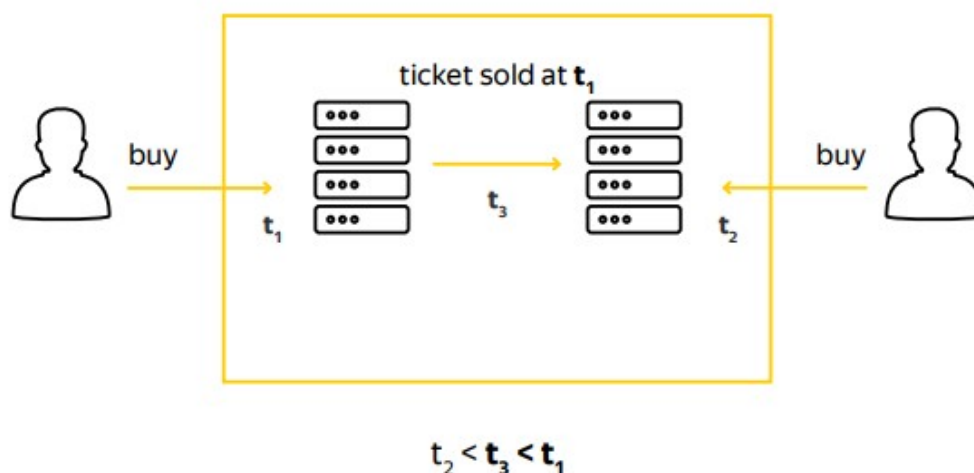 ticket sold at t₁
buy
buy
t₁
t₃
t₂
t₂ < t₃ < t₁